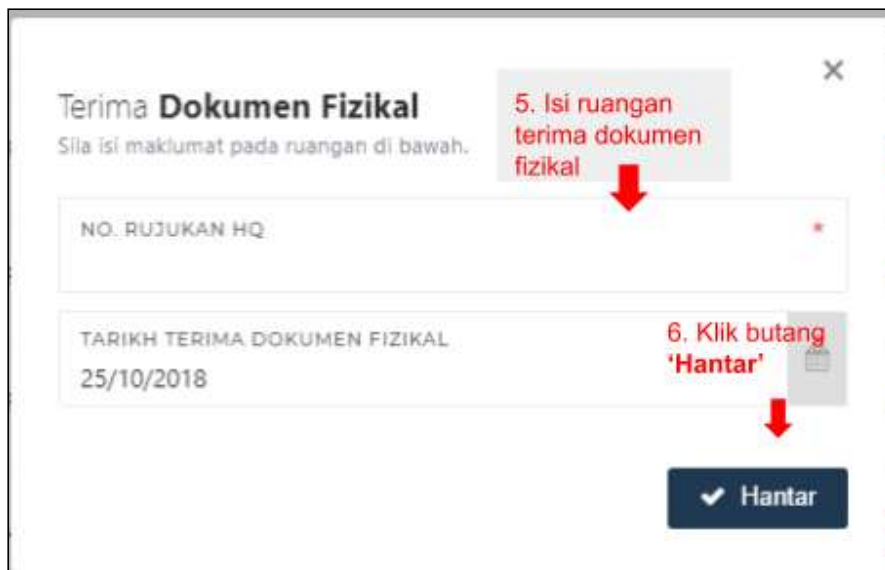 ×
Terima Dokumen Fizikal
Sila isi maklumat pada ruangan di bawah.
5. Isi ruangan
terima dokumen
fizikal
NO. RUJUKAN HQ *
TARIKH TERIMA DOKUMEN FIZIKAL
25/10/2018
6. Klik butang
‘Hantar’
Hantar